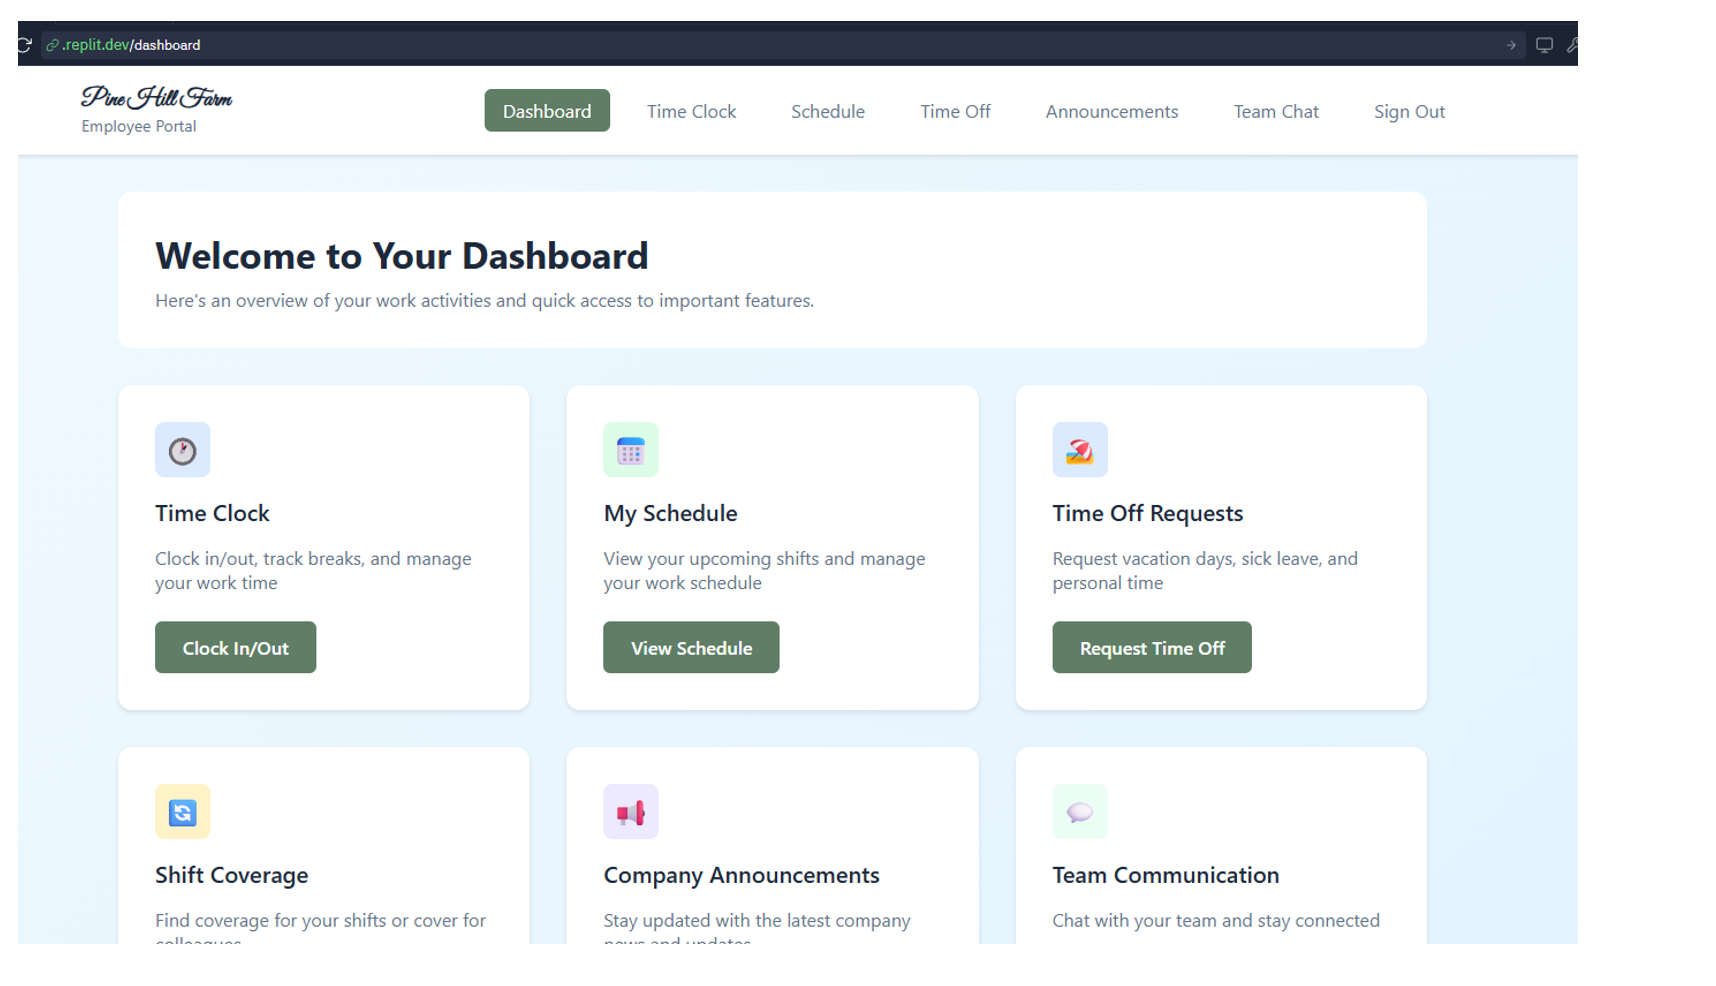 .replit.dev/dashboard
Pine Hill Farm
Employee Portal
Dashboard
Time Clock
Schedule
Time Off
Announcements
Team Chat
Sign Out
Welcome to Your Dashboard
Here's an overview of your work activities and quick access to important features.
Time Clock
Clock in/out, track breaks, and manage
your work time
Clock In/Out
My Schedule
View your upcoming shifts and manage
your work schedule
View Schedule
Time Off Requests
Request vacation days, sick leave, and
personal time
Request Time Off
Shift Coverage
Find coverage for your shifts or cover for
colleagues
Company Announcements
Stay updated with the latest company
news and updates
Team Communication
Chat with your team and stay connected